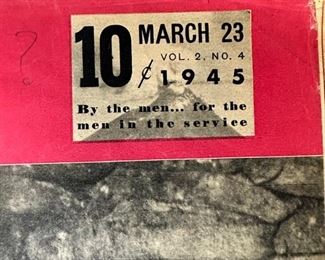 ?
10¢ MARCH 23
VOL. 2, NO. 4
1945
By the men... for the
men in the service